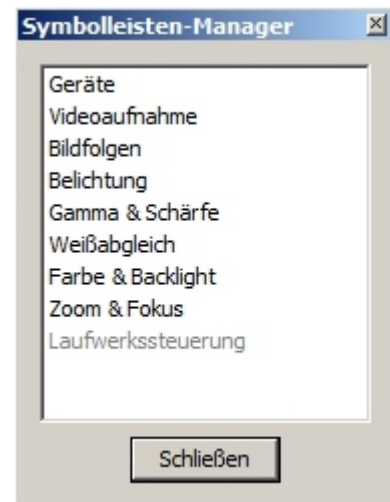 Symbolleisten-Manager
Geräte
Videoaufnahme
Bildfolgen
Belichtung
Gamma & Schärfe
Weißabgleich
Farbe & Backlight
Zoom & Fokus
Laufwerkssteuerung
Schließen